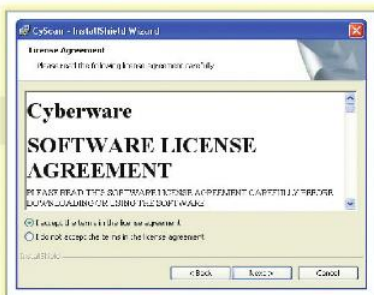 CyScan - InstallShield Wizard
License Agreement
Please read the following license agreement carefully.
Cyberware
SOFTWARE LICENSE
AGREEMENT
PLEASE READ THIS SOFTWARE LICENSE AGREEMENT CAREFULLY BEFORE
DOWNLOADING OR USING THE SOFTWARE
I accept the terms in the license agreement
I do not accept the terms in the license agreement
InstallShield
< Back
Next >
Cancel